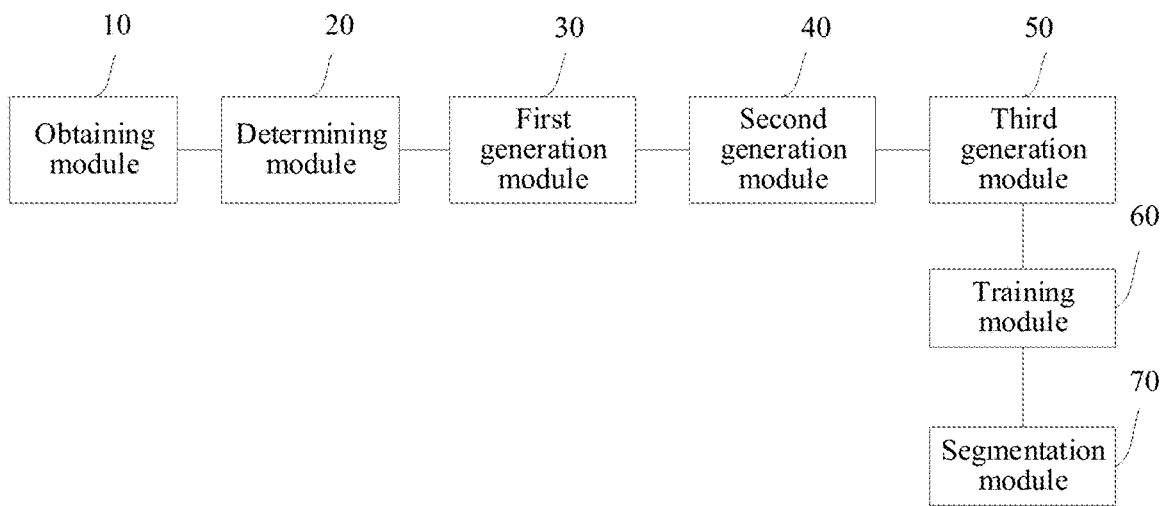 10
20
30
40
50
Obtaining
module
Determining
module
First
generation
module
Second
generation
module
Third
generation
module
60
Training
module
70
Segmentation
module